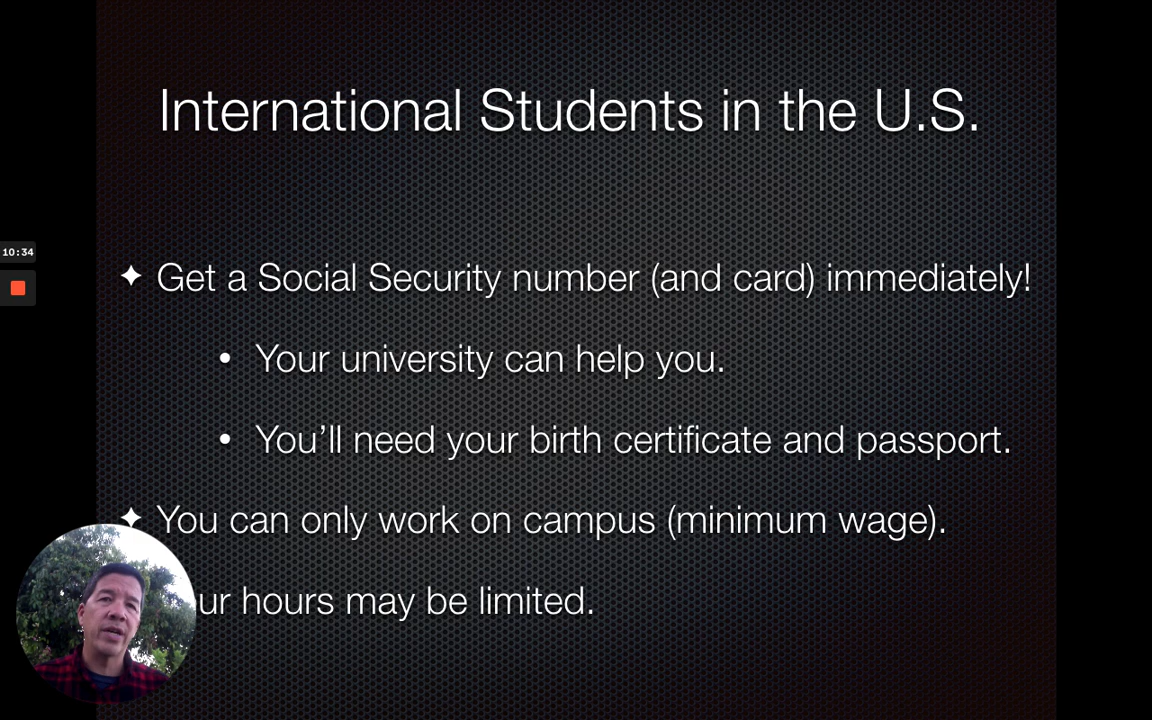 International Students in the U.S.
10:34
✦ Get a Social Security number (and card) immediately!
• Your university can help you.
• You’ll need your birth certificate and passport.
✦ You can only work on campus (minimum wage).
hours may be limited.